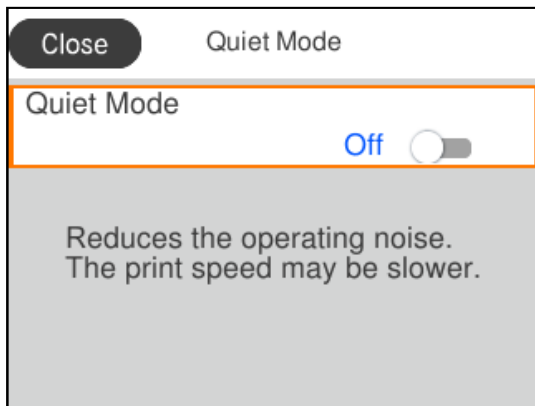 Close Quiet Mode
Quiet Mode
Off
Reduces the operating noise.
The print speed may be slower.